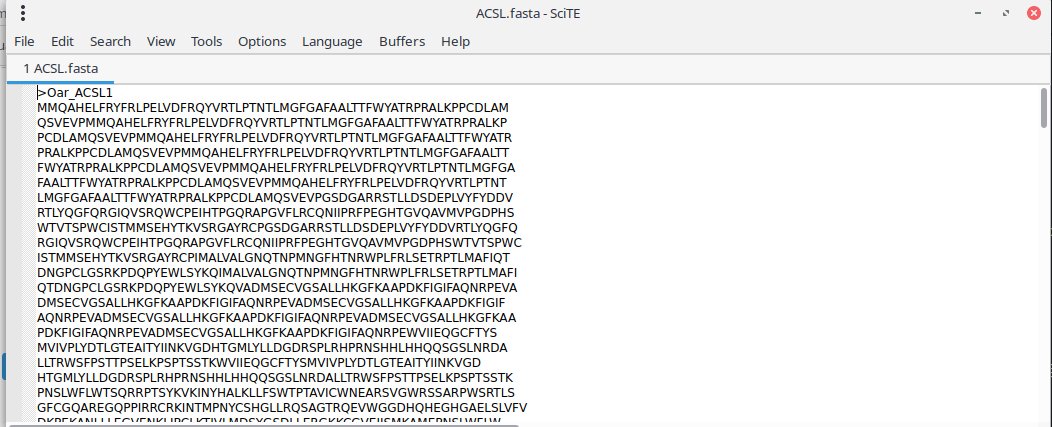 ACSL.fasta - SciTE
File Edit Search View Tools Options Language Buffers Help
1 ACSL.fasta
>Oar_ACSL1
MMQAHELFRYFRLPELVDFRQYVRTLPTNTLMGFGAFAALTTFWYATRPRALKPPCDLAM
QSVEVPMMQAHELFRYFRLPELVDFRQYVRTLPTNTLMGFGAFAALTTFWYATRPRALKP
PCDLAMQSVEVPMMQAHELFRYFRLPELVDFRQYVRTLPTNTLMGFGAFAALTTFWYATR
PRALKPPCDLAMQSVEVPMMQAHELFRYFRLPELVDFRQYVRTLPTNTLMGFGAFAALTT
FWYATRPRALKPPCDLAMQSVEVPMMQAHELFRYFRLPELVDFRQYVRTLPTNTLMGFGA
FAALTTFWYATRPRALKPPCDLAMQSVEVPMMQAHELFRYFRLPELVDFRQYVRTLPTNT
LMGFGAFAALTTFWYATRPRALKPPCDLAMQSVEVPGSDGARRSTLLDSDEPLVYFYDDV
RTLYQGFQRGIQVSRQWCPEIHTPGQRAPGVFLRCQNIIPRFPEGHTGVQAVMVPGDPHS
WTVTSPWCISTMMSEHYTKVSRGAYRCPGSDGARRSTLLDSDEPLVYFYDDVRTLYQGFQ
RGIQVSRQWCPEIHTPGQRAPGVFLRCQNIIPRFPEGHTGVQAVMVPGDPHSWTVTSPWC
ISTMMSEHYTKVSRGAYRCPIMALVALGNQTNPMNGFHTNRWPLFRLSETRPTLMAFIQT
DNGPCLGSRKPDQPYEWLSYKQIMALVALGNQTNPMNGFHTNRWPLFRLSETRPTLMAFI
QTDNGPCLGSRKPDQPYEWLSYKQVADMSECVGSALLHKGFKAAPDKFIGIFAQNRPEVA
DMSECVGSALLHKGFKAAPDKFIGIFAQNRPEVADMSECVGSALLHKGFKAAPDKFIGIF
AQNRPEVADMSECVGSALLHKGFKAAPDKFIGIFAQNRPEVADMSECVGSALLHKGFKAA
PDKFIGIFAQNRPEVADMSECVGSALLHKGFKAAPDKFIGIFAQNRPEWVIIEQGCFTYS
MVIVPLYDTLGTEAITYIINKVGDHTGMLYLLDGDRSPLRHPRNSHHLHHQQSGSLNRDA
LLTRWSFPSTTPSELKPSPTSSTKWVIIEQGCFTYSMVIVPLYDTLGTEAITYIINKVGD
HTGMLYLLDGDRSPLRHPRNSHHLHHQQSGSLNRDALLTRWSFPSTTPSELKPSPTSSTK
PNSLWFLWTSQRRPTSYKVKINYHALKLLFSWTPTAVICWNEARSVGWRSSARPWSRTLS
GFCGQAREGQPPIRRCRKINTMPNYCSHGLLRQSAGTRQEVWGGDHQHEGHGAELSLVFV